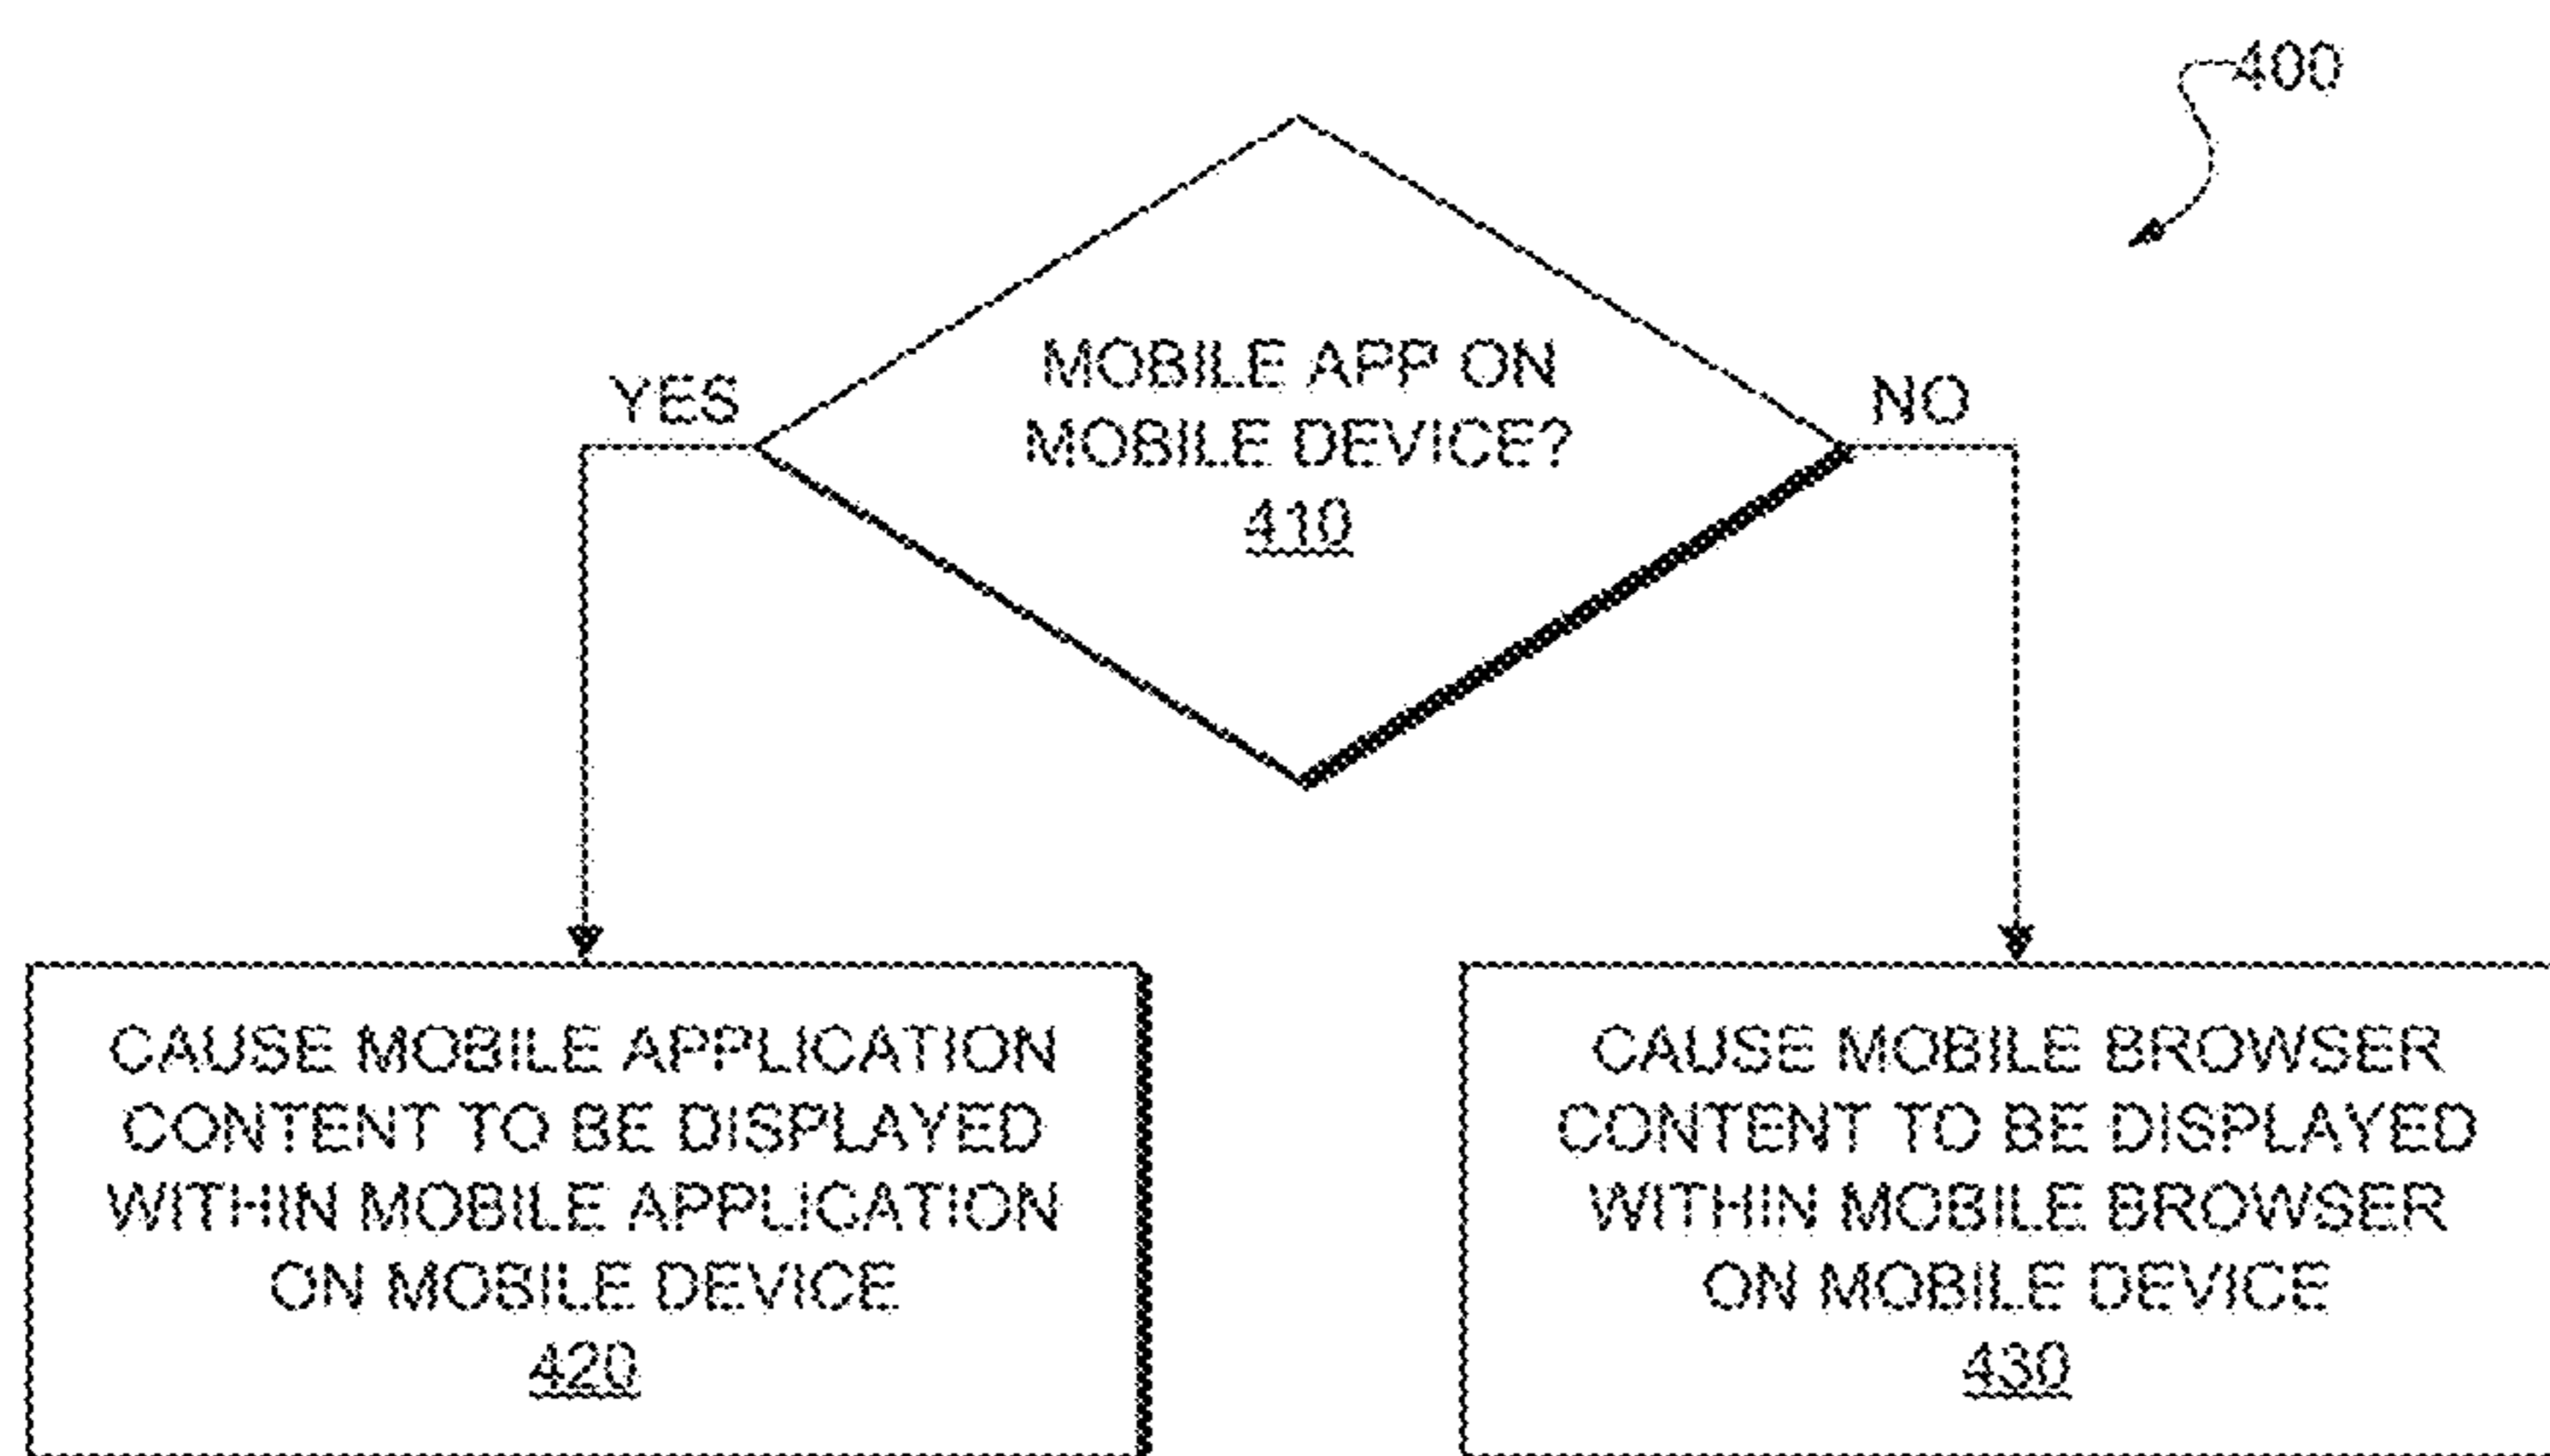 400
MOBILE APP ON
MOBILE DEVICE?
410
YES
NO
CAUSE MOBILE APPLICATION
CONTENT TO BE DISPLAYED
WITHIN MOBILE APPLICATION
ON MOBILE DEVICE
420
CAUSE MOBILE BROWSER
CONTENT TO BE DISPLAYED
WITHIN MOBILE BROWSER
ON MOBILE DEVICE
430